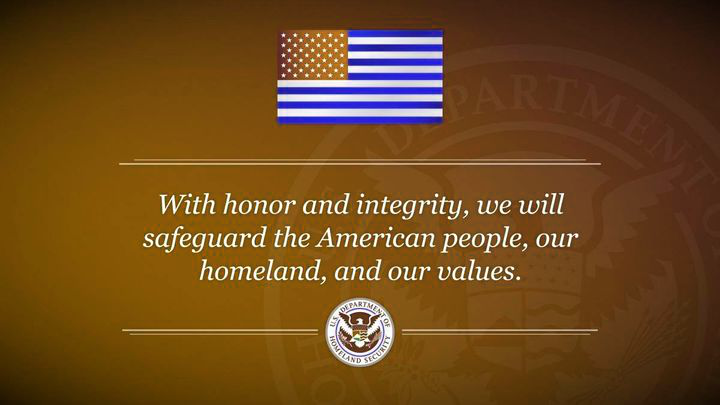 With honor and integrity, we will
safeguard the American people, our
homeland, and our values.
U.S. DEPARTMENT OF
HOMELAND SECURITY
DEPARTMENT